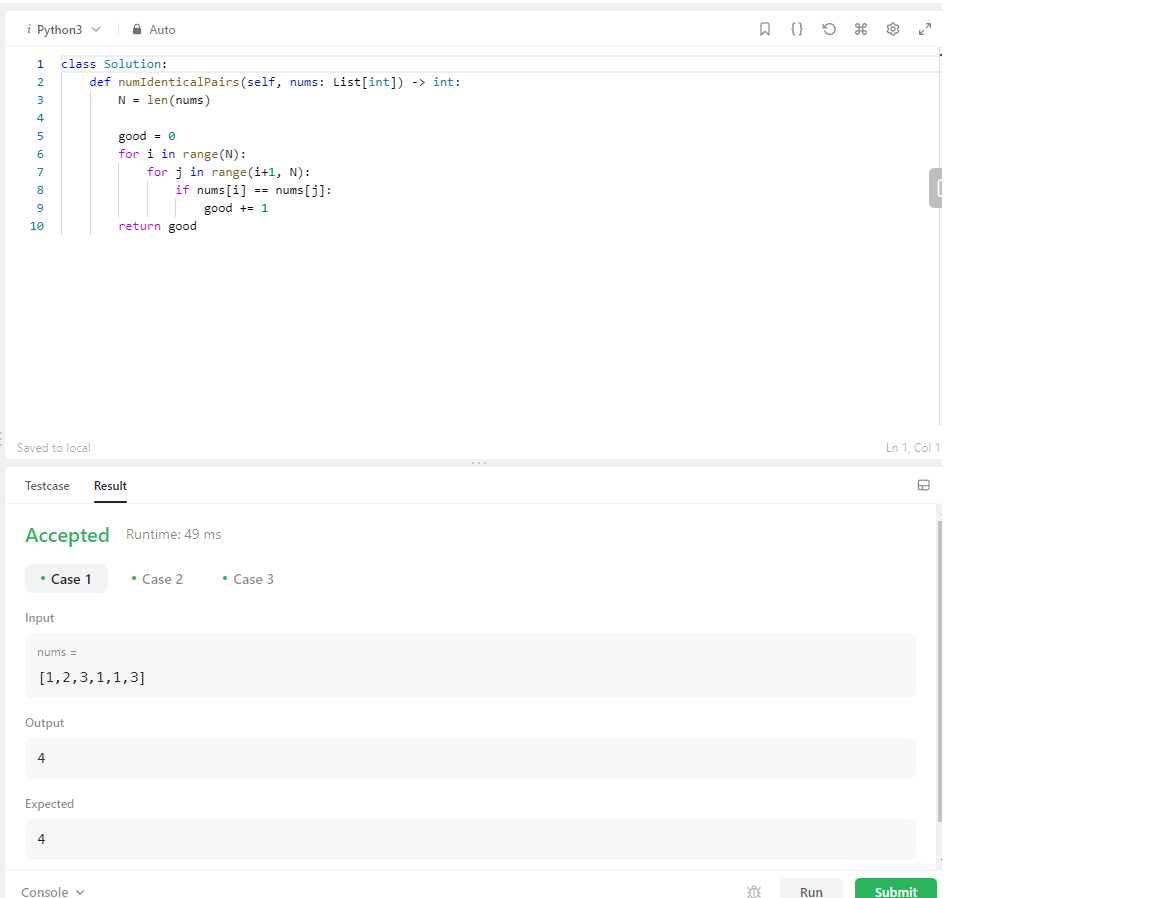 i Python3 Auto
1 class Solution:
2     def numIdenticalPairs(self, nums: List[int]) -> int:
3         N = len(nums)
4
5         good = 0
6         for i in range(N):
7             for j in range(i+1, N):
8                 if nums[i] == nums[j]:
9                     good += 1
10         return good
Saved to local Ln 1, Col 1
Testcase Result
Accepted Runtime: 49 ms
Case 1 Case 2 Case 3
Input
nums =
[1,2,3,1,1,3]
Output
4
Expected
4
Console Run Submit